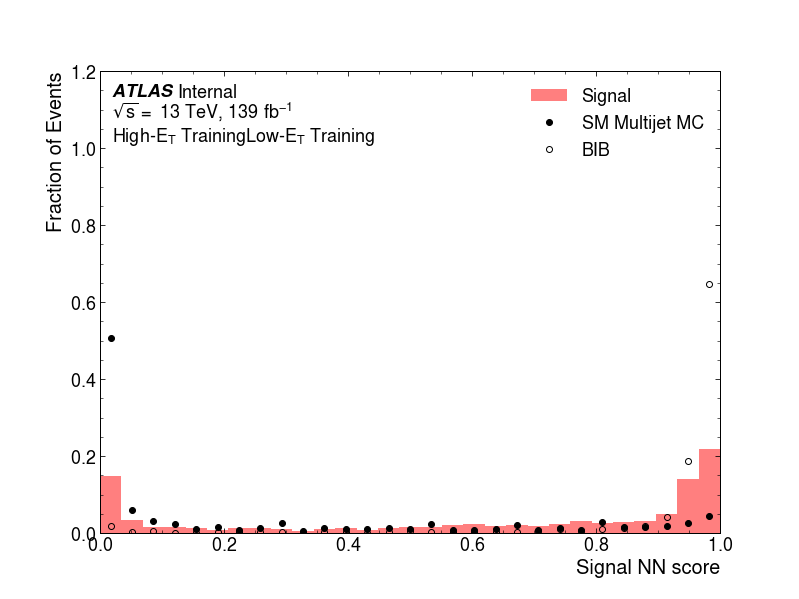 ATLAS Internal
√s = 13 TeV, 139 fb⁻¹
High-E_T TrainingLow-E_T Training
Signal
SM Multijet MC
BIB
Fraction of Events
1.2
1.0
0.8
0.6
0.4
0.2
0.0
0.0 0.2 0.4 0.6 0.8 1.0
Signal NN score